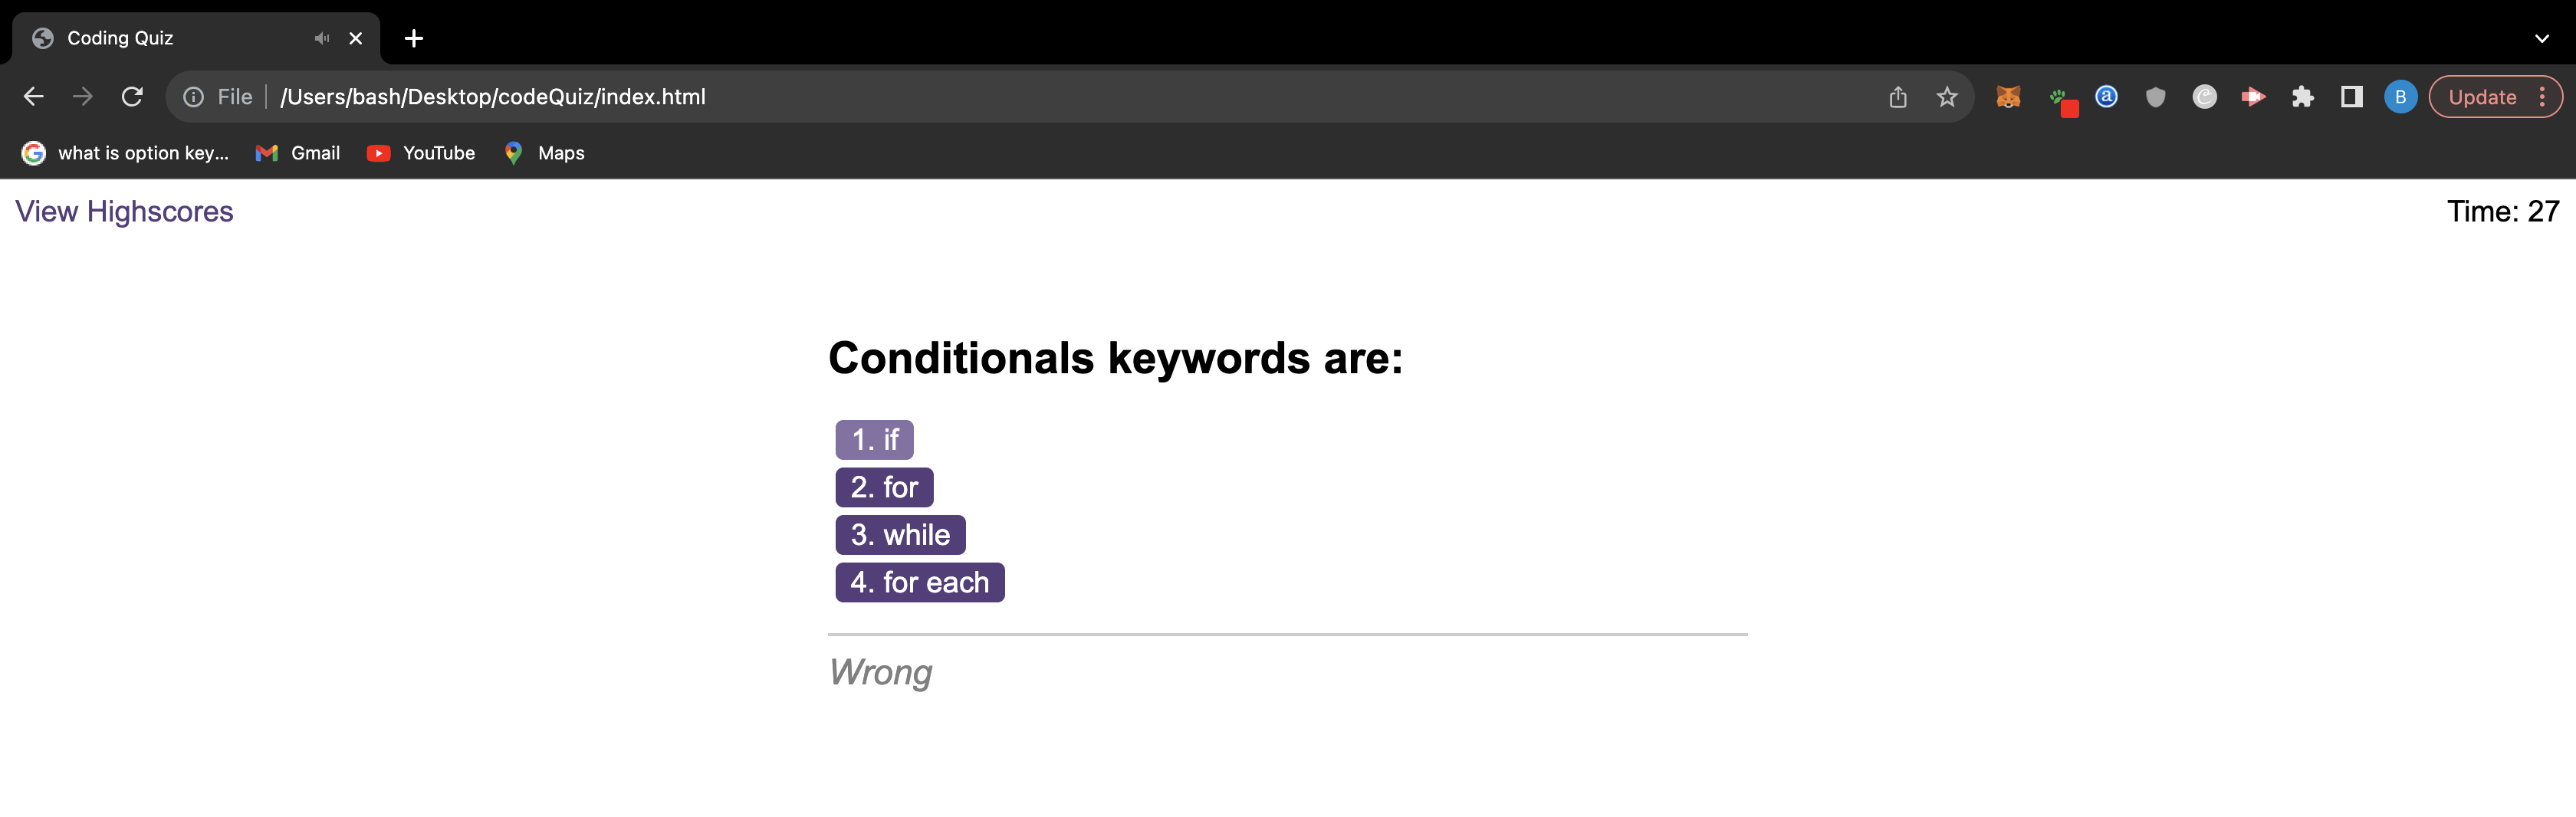 Coding Quiz
File /Users/bash/Desktop/codeQuiz/index.html
a
B
Update
G what is option key...
Gmail
YouTube
Maps
View Highscores
Time: 27
Conditionals keywords are:
1. if
2. for
3. while
4. for each
Wrong